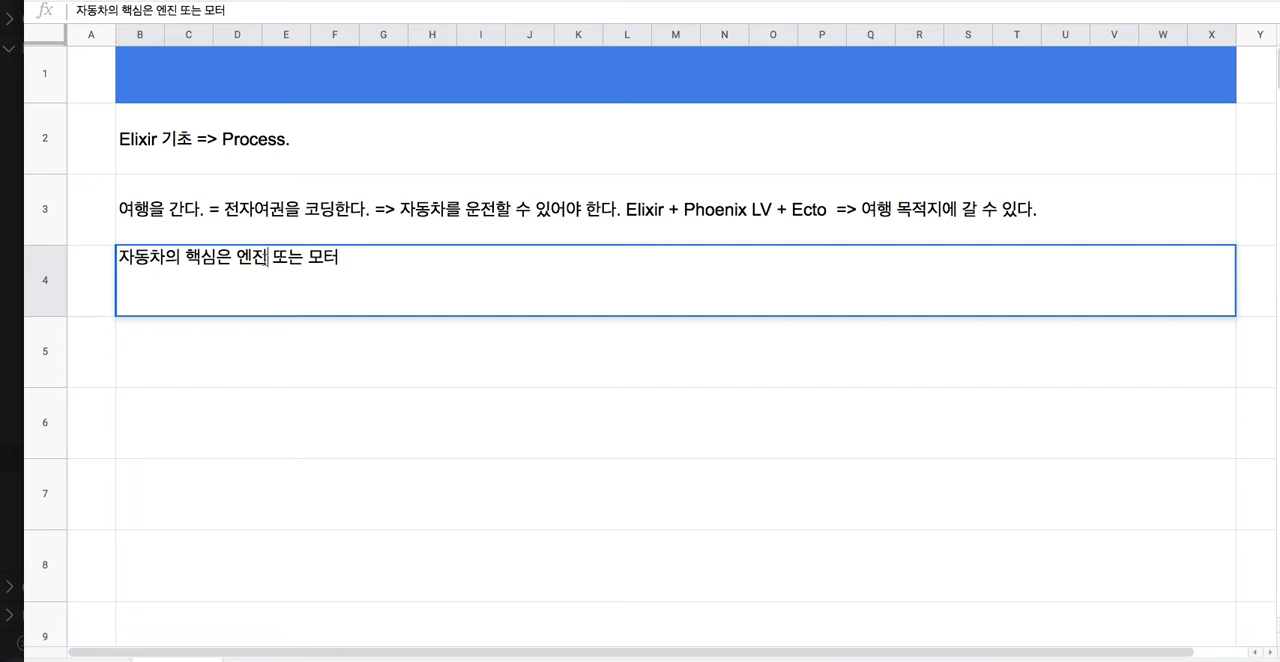 fx 자동차의 핵심은 엔진 또는 모터
A B C D E F G H I J K L M N O P Q R S T U V W X Y
1
2 Elixir 기초 => Process.
3 여행을 간다. = 전자여권을 코딩한다. => 자동차를 운전할 수 있어야 한다. Elixir + Phoenix LV + Ecto => 여행 목적지에 갈 수 있다.
4 자동차의 핵심은 엔진 또는 모터
5
6
7
8
9